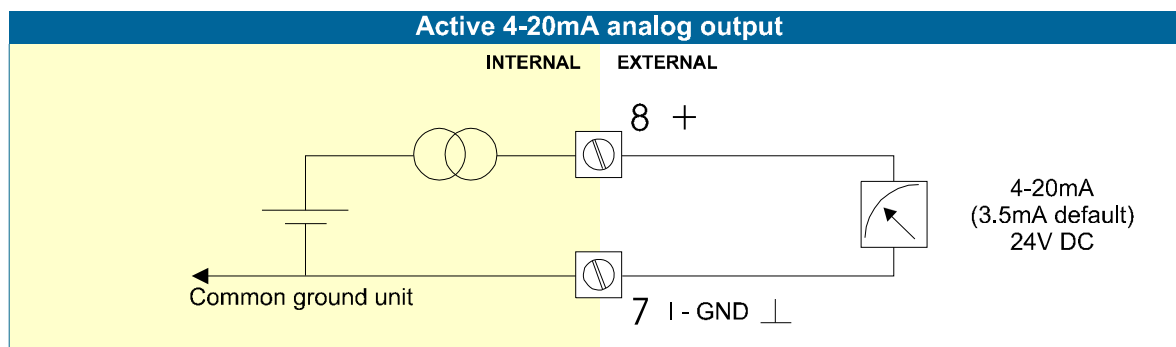 Active 4-20mA analog output
INTERNAL EXTERNAL
8 +
4-20mA
(3.5mA default)
24V DC
Common ground unit
7 I - GND ⊥